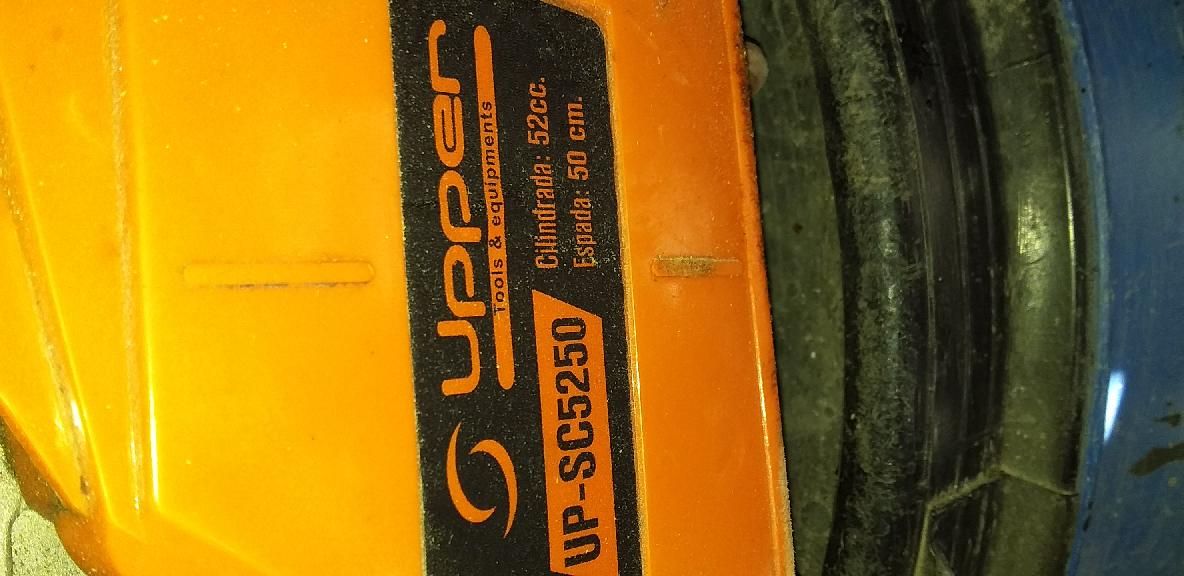 upper
Tools & equipments
UP-SC5250
Cilindrada: 52cc.
Espada: 50 cm.